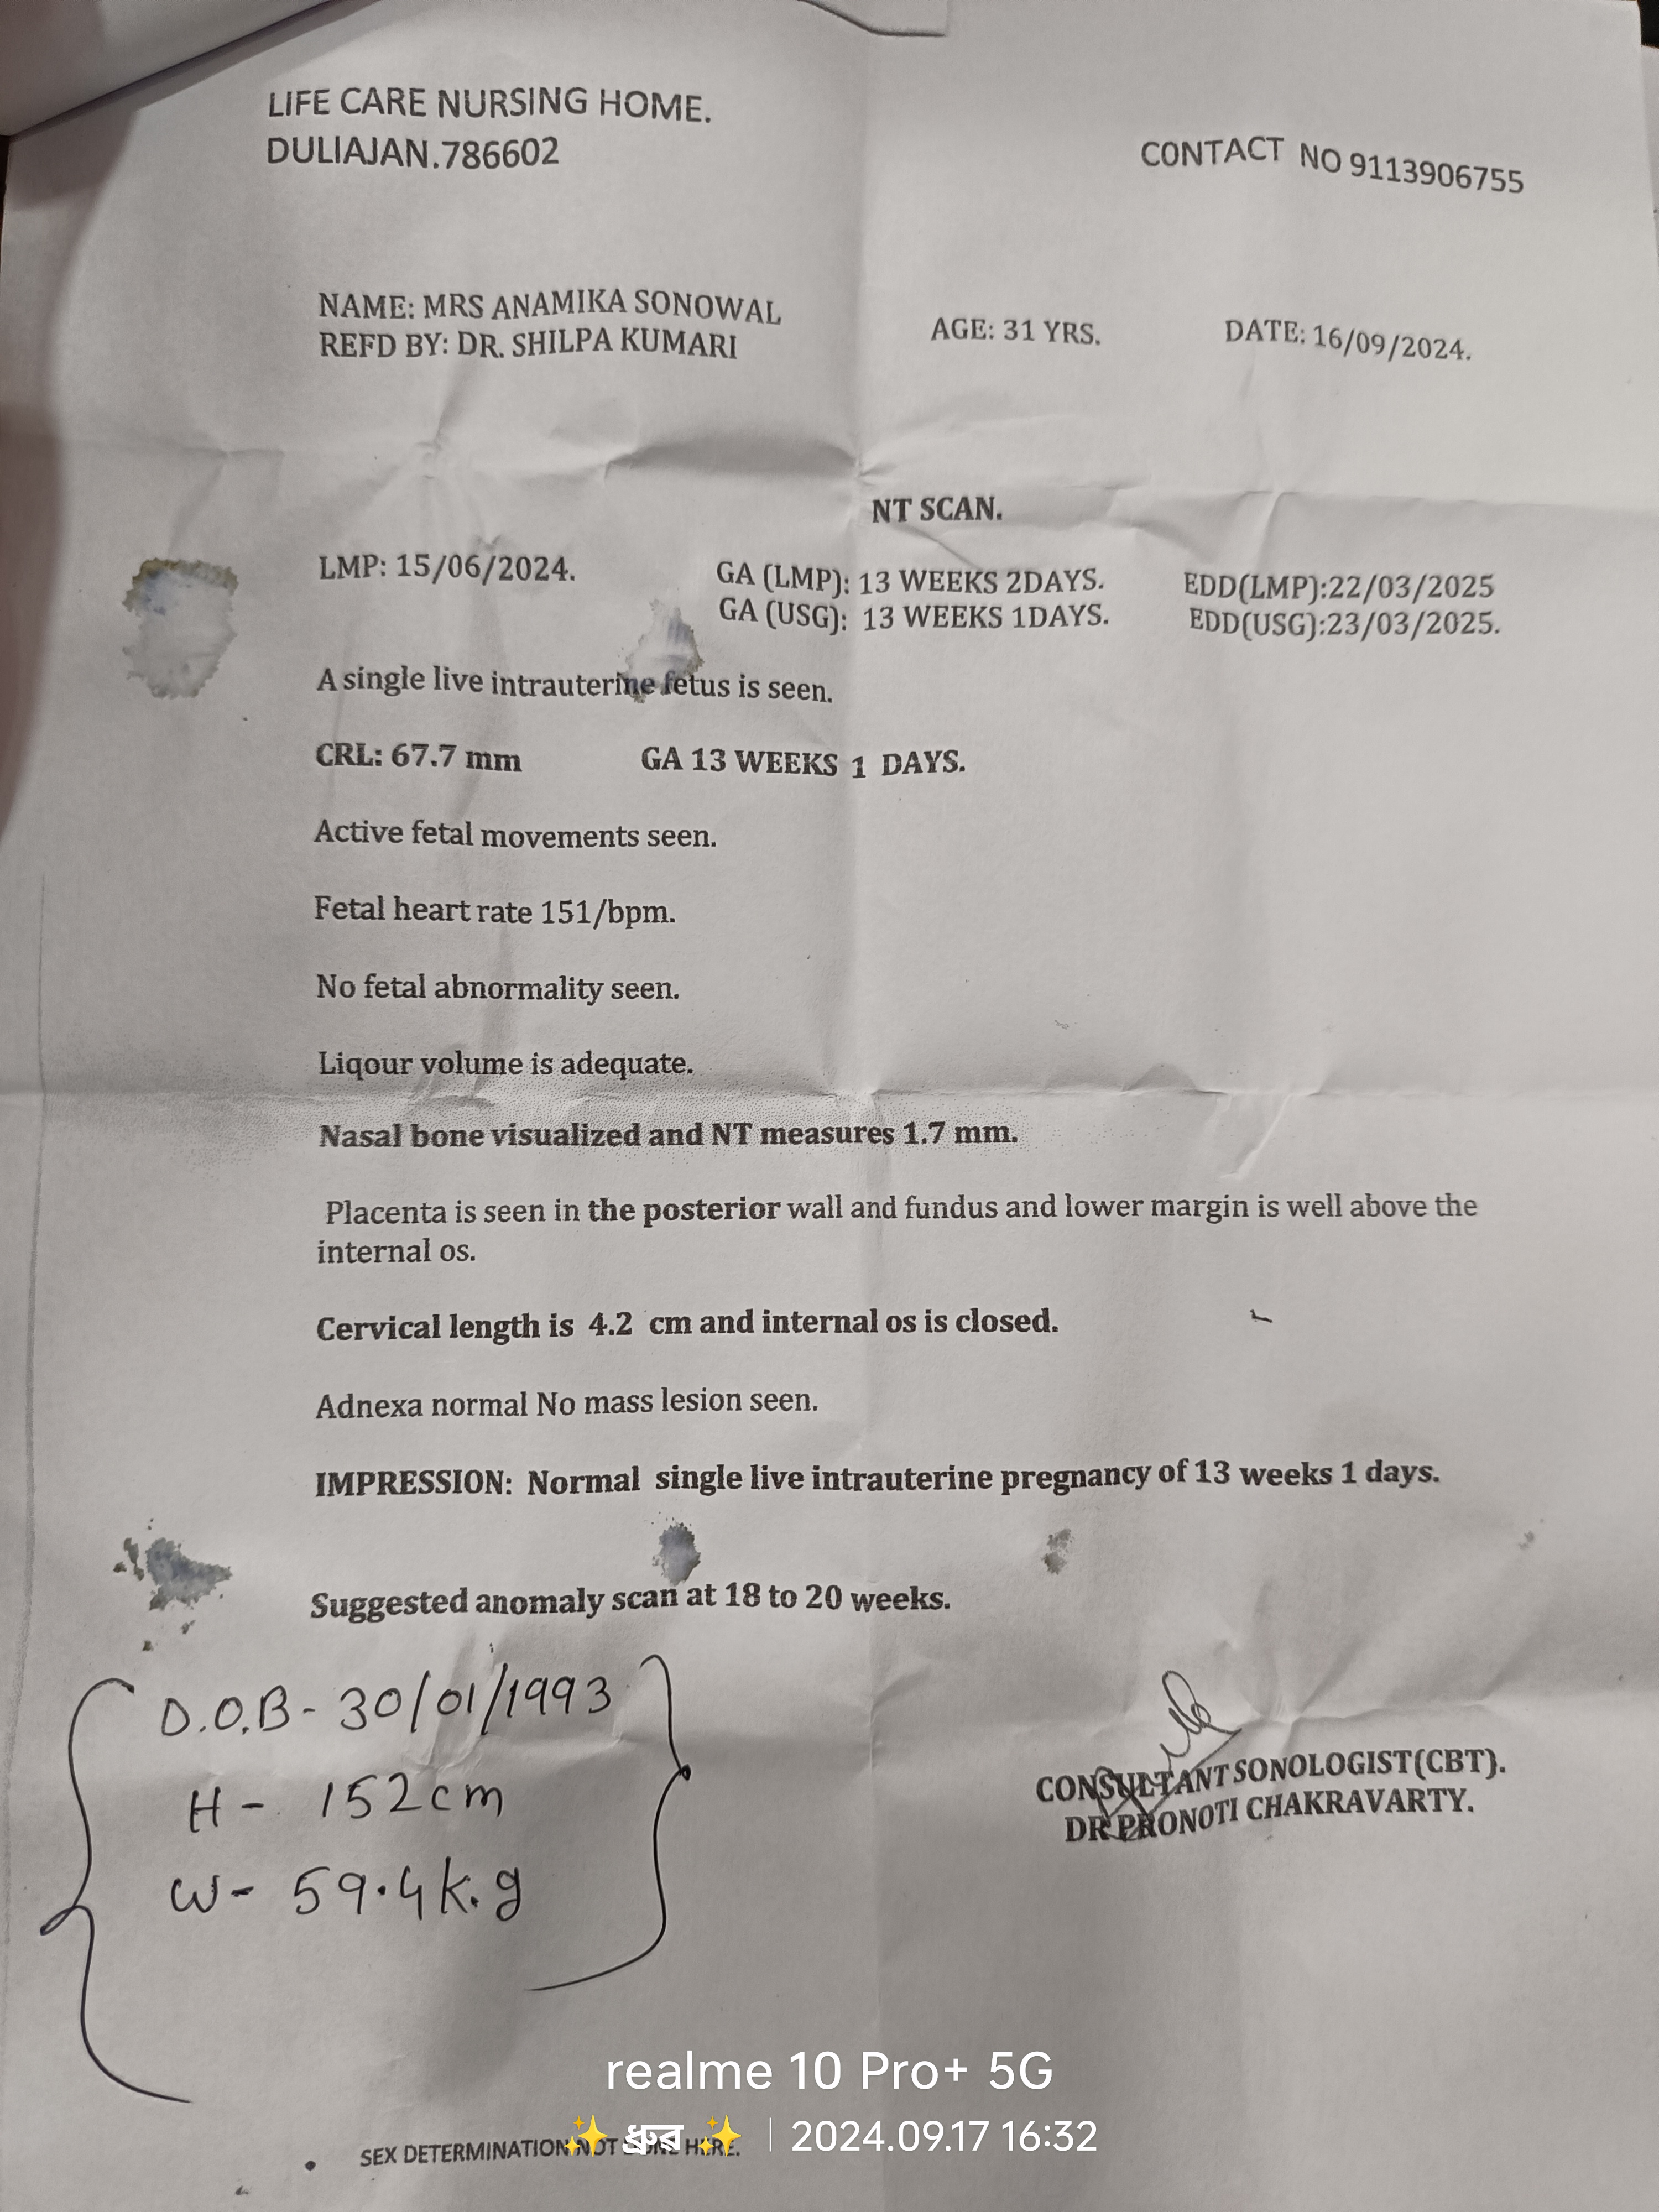 LIFE CARE NURSING HOME.
DULIAJAN.786602
CONTACT NO 9113906755
NAME: MRS ANAMIKA SONOWAL
REFD BY: DR. SHILPA KUMARI
AGE: 31 YRS.
DATE: 16/09/2024.
NT SCAN.
LMP: 15/06/2024.
GA (LMP): 13 WEEKS 2DAYS.
EDD(LMP):22/03/2025
GA (USG): 13 WEEKS 1DAYS.
EDD(USG):23/03/2025.
A single live intrauterine fetus is seen.
CRL: 67.7 mm GA 13 WEEKS 1 DAYS.
Active fetal movements seen.
Fetal heart rate 151/bpm.
No fetal abnormality seen.
Liqour volume is adequate.
Nasal bone visualized and NT measures 1.7 mm.
Placenta is seen in the posterior wall and fundus and lower margin is well above the
internal os.
Cervical length is 4.2 cm and internal os is closed.
Adnexa normal No mass lesion seen.
IMPRESSION: Normal single live intrauterine pregnancy of 13 weeks 1 days.
Suggested anomaly scan at 18 to 20 weeks.
D.O.B - 30/01/1993
H - 152cm
W - 59.4k.g
CONSULTANT SONOLOGIST(CBT).
DR PRONOTI CHAKRAVARTY.
realme 10 Pro+ 5G
✨ ধ্রুব ✨ | 2024.09.17 16:32
SEX DETERMINATION NOT DONE HERE.